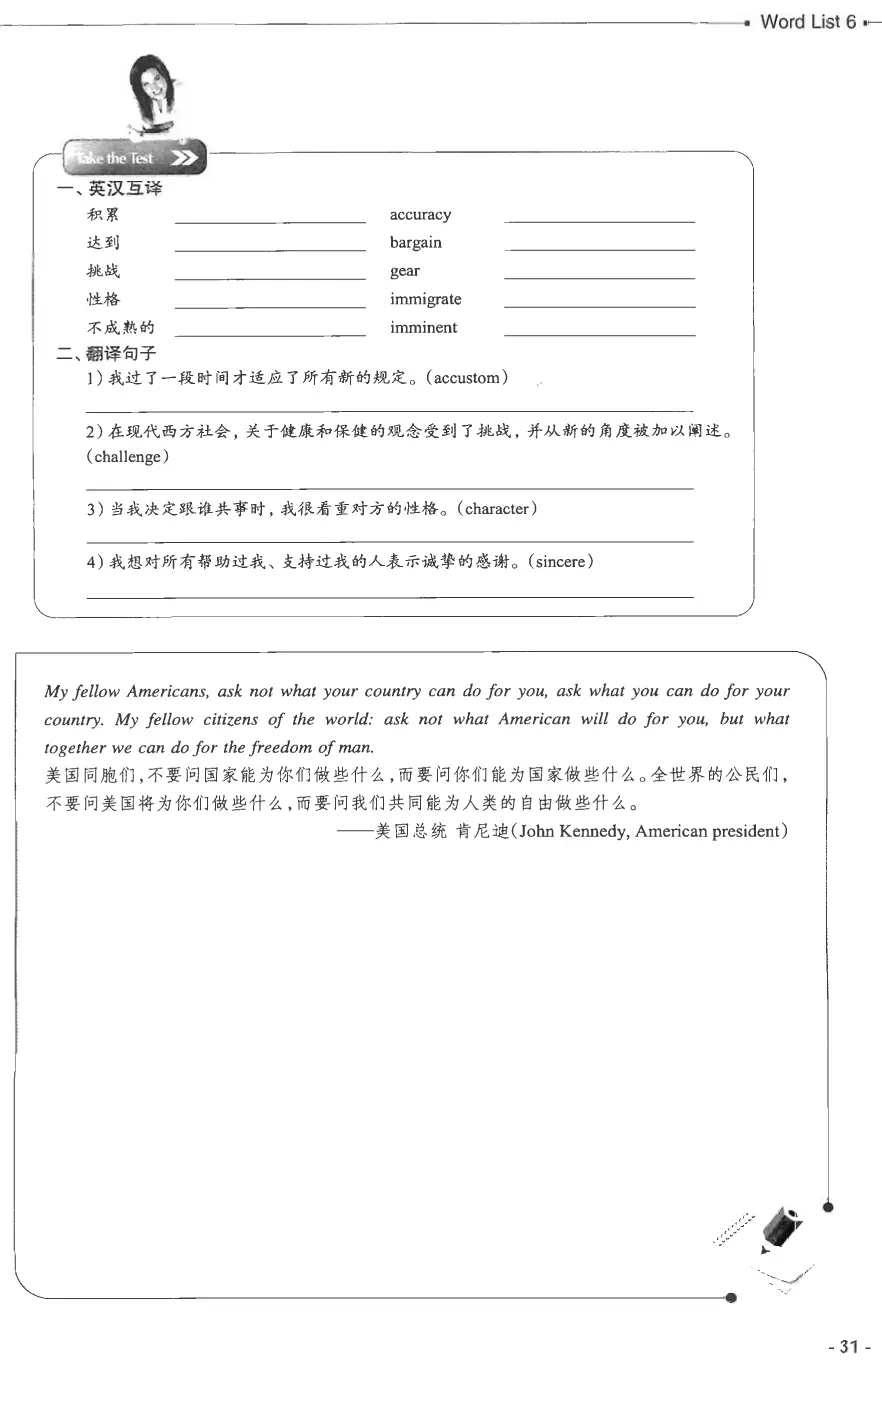 Word List 6
Take the Test
一、英汉互译
积累 accuracy
达到 bargain
挑战 gear
性格 immigrate
不成熟的 imminent
二、翻译句子
1) 我过了一段时间才适应了所有新的规定。(accustom)
2) 在现代西方社会，关于健康和保健的观念受到了挑战，并从新的角度被加以阐述。
(challenge)
3) 当我决定跟谁共事时，我很看重对方的性格。(character)
4) 我想对所有帮助过我、支持过我的人表示诚挚的感谢。(sincere)
My fellow Americans, ask not what your country can do for you, ask what you can do for your
country. My fellow citizens of the world: ask not what American will do for you, but what
together we can do for the freedom of man.
美国同胞们,不要问国家能为你们做些什么,而要问你们能为国家做些什么。全世界的公民们,
不要问美国将为你们做些什么,而要问我们共同能为人类的自由做些什么。
——美国总统 肯尼迪(John Kennedy, American president)
- 31 -